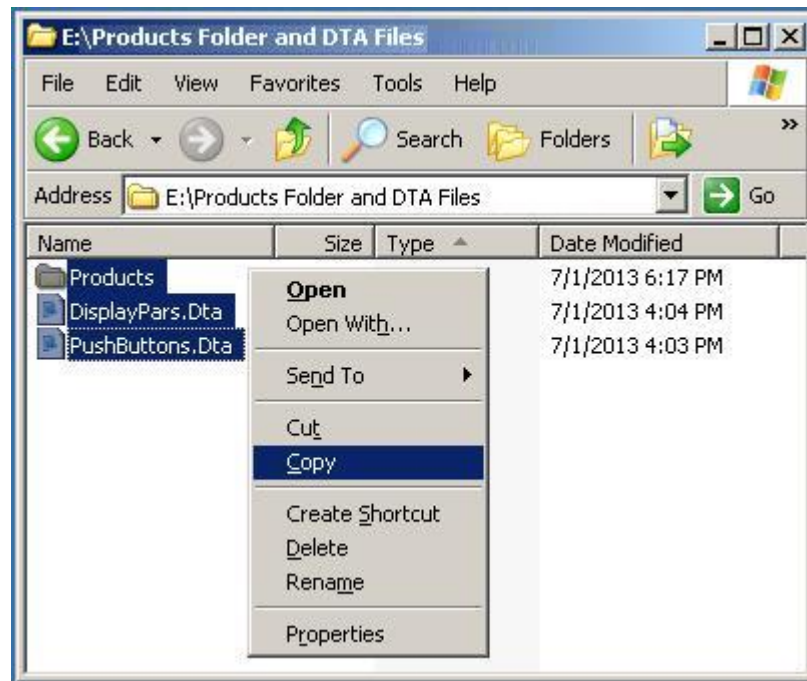 E:\Products Folder and DTA Files
File Edit View Favorites Tools Help
Back Search Folders »
Address E:\Products Folder and DTA Files Go
Name Size Type Date Modified
Products 7/1/2013 6:17 PM
DisplayPars.Dta 7/1/2013 4:04 PM
PushButtons.Dta 7/1/2013 4:03 PM
Open
Open With...
Send To
Cut
Copy
Create Shortcut
Delete
Rename
Properties